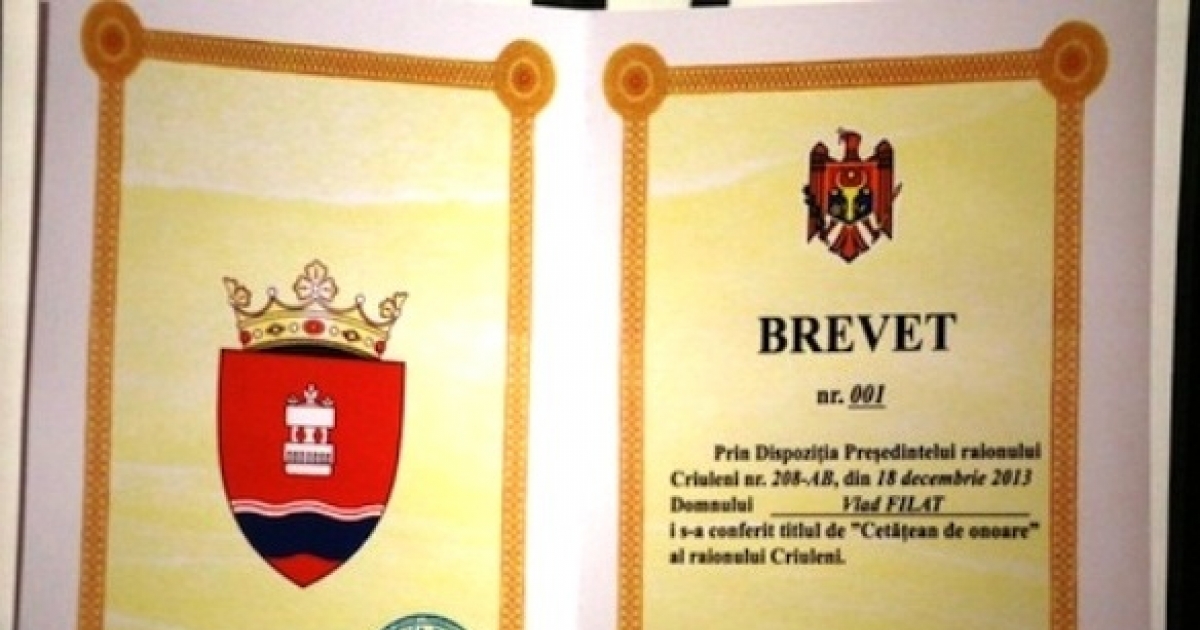 BREVET
nr. 001
Prin Dispoziția Președintelui raionului
Criuleni nr. 208-AB, din 18 decembrie 2013
Domnului Vlad FILAT
i s-a conferit titlul de "Cetățean de onoare"
al raionului Criuleni.